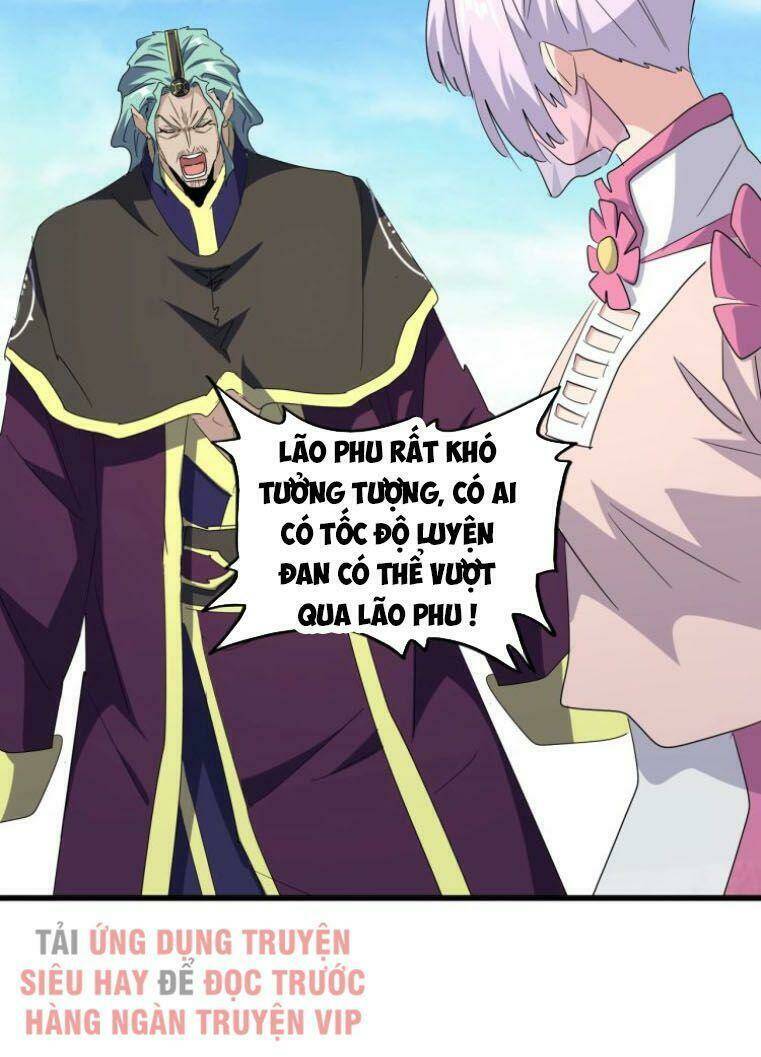 LÃO PHU RẤT KHÓ
TƯỞNG TƯỢNG, CÓ AI
CÓ TỐC ĐỘ LUYỆN
ĐAN CÓ THỂ VƯỢT
QUA LÃO PHU !
TẢI ỨNG DỤNG TRUYỆN
SIÊU HAY ĐỂ ĐỌC TRƯỚC
HÀNG NGÀN TRUYỆN VIP